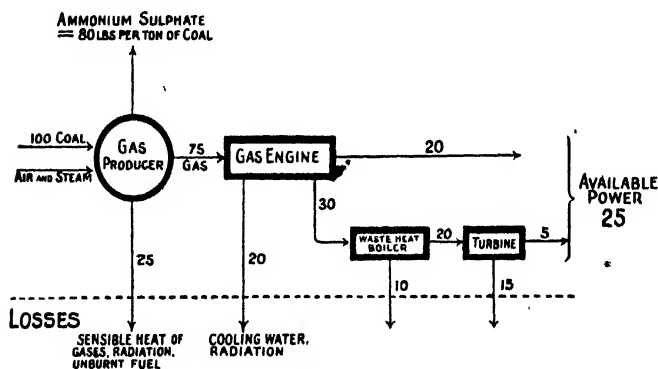 AMMONIUM SULPHATE
= 80 LBS PER TON OF COAL
100 COAL
AIR AND STEAM
GAS
PRODUCER
75
GAS
GAS ENGINE
20
30
WASTE HEAT
BOILER
20
TURBINE
5
AVAILABLE
POWER
25
25
20
10
15
LOSSES
SENSIBLE HEAT OF
GASES, RADIATION,
UNBURNT FUEL
COOLING WATER,
RADIATION